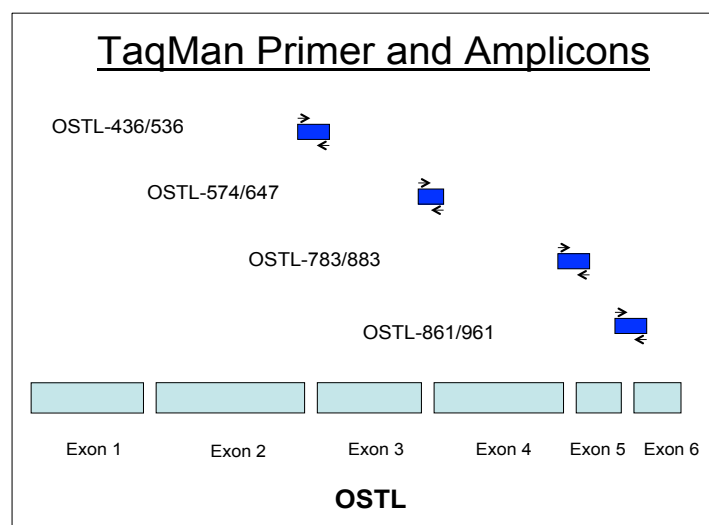 TaqMan Primer and Amplicons
OSTL-436/536
OSTL-574/647
OSTL-783/883
OSTL-861/961
Exon 1 Exon 2 Exon 3 Exon 4 Exon 5 Exon 6
OSTL